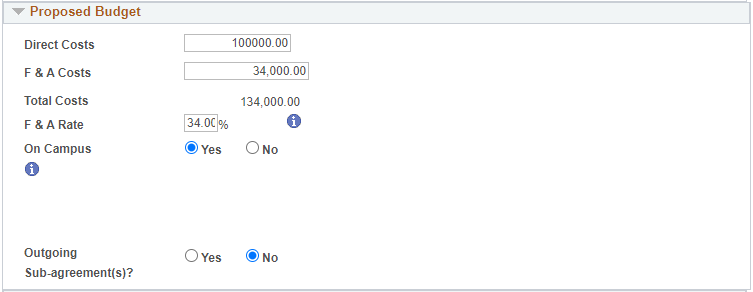 Proposed Budget
Direct Costs 100000.00
F & A Costs 34,000.00
Total Costs 134,000.00
F & A Rate 34.00 %
On Campus Yes No
Outgoing
Sub-agreement(s)? Yes No